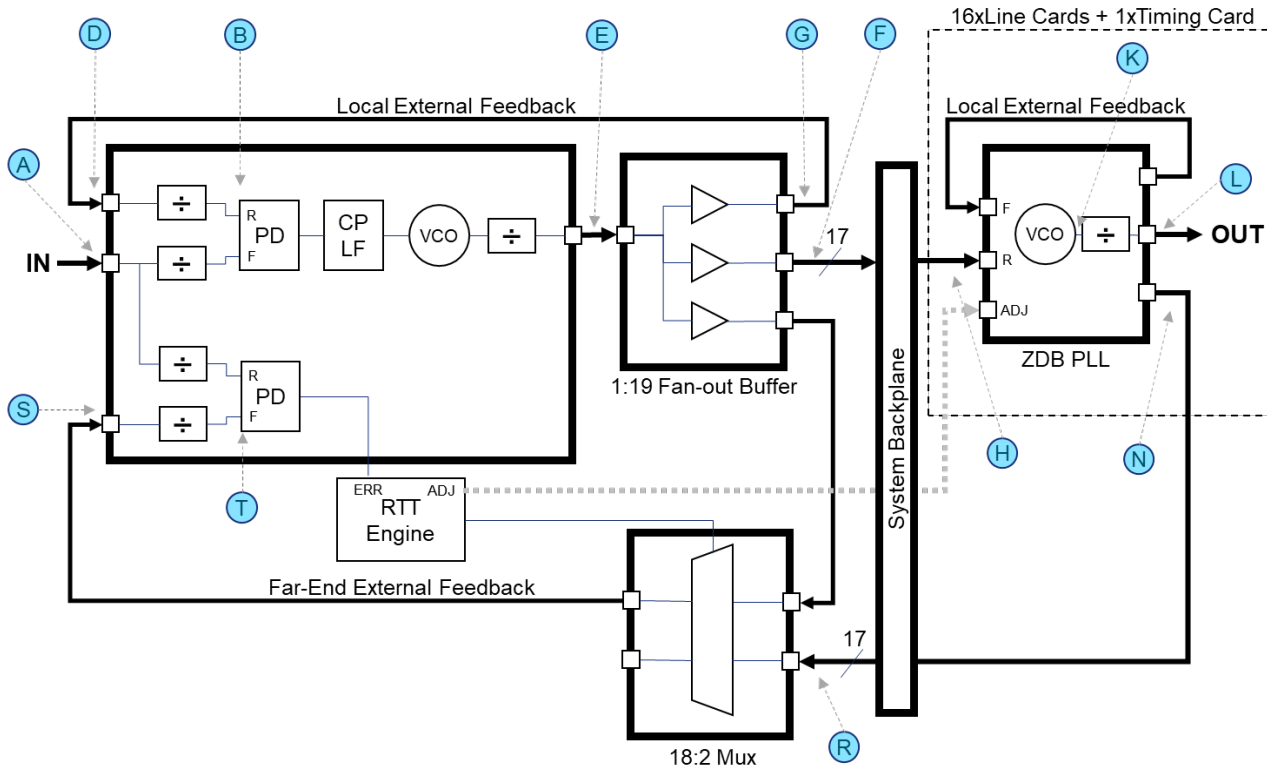 16xLine Cards + 1xTiming Card
D
B
E
G
F
K
Local External Feedback
Local External Feedback
A
L
÷
R
PD
F
CP
LF
VCO
÷
÷
IN
17
F
VCO
÷
OUT
R
ADJ
ZDB PLL
÷
R
PD
F
÷
1:19 Fan-out Buffer
S
H
N
T
ERR
ADJ
RTT
Engine
System Backplane
Far-End External Feedback
17
R
18:2 Mux